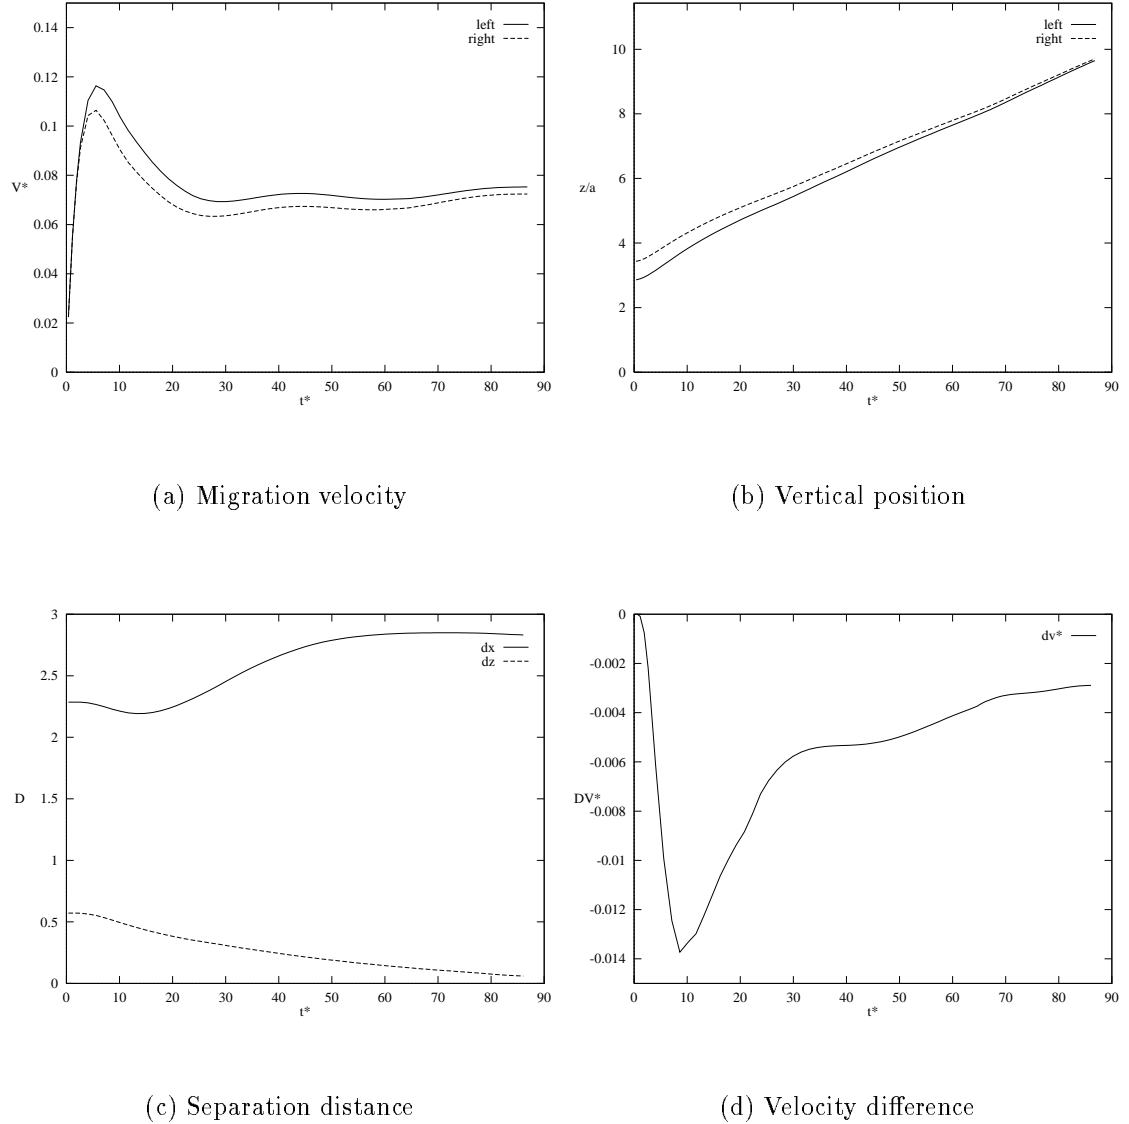 0.14
0.12
0.1
0.08
V*
0.06
0.04
0.02
0
0 10 20 30 40 50 60 70 80 90
t*
left
right
(a) Migration velocity
10
8
6
z/a
4
2
0
0 10 20 30 40 50 60 70 80 90
t*
left
right
(b) Vertical position
3
2.5
2
D
1.5
1
0.5
0
0 10 20 30 40 50 60 70 80 90
t*
dx
dz
(c) Separation distance
0
-0.002
-0.004
-0.006
DV*
-0.008
-0.01
-0.012
-0.014
0 10 20 30 40 50 60 70 80 90
t*
dv*
(d) Velocity difference